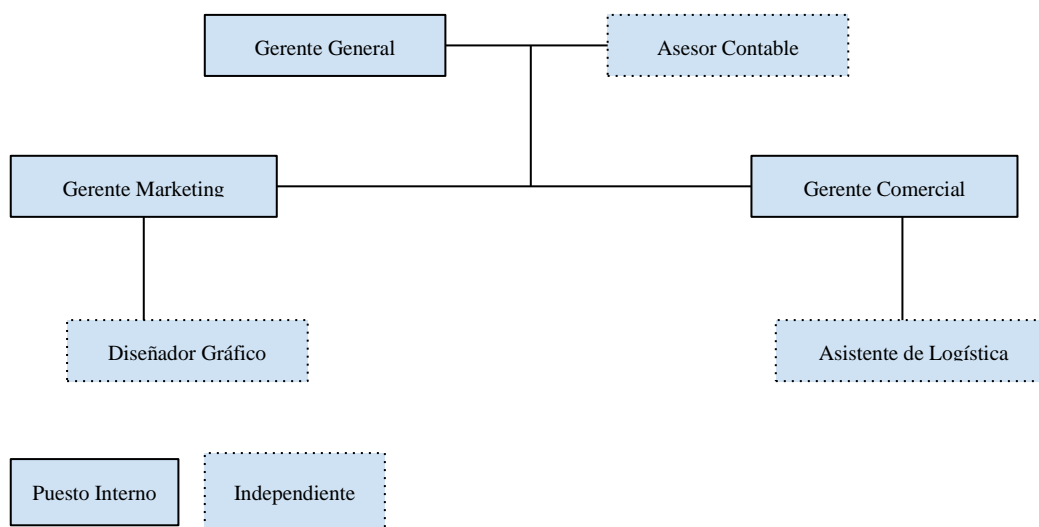 Gerente General
Asesor Contable
Gerente Marketing
Gerente Comercial
Diseñador Gráfico
Asistente de Logística
Puesto Interno
Independiente